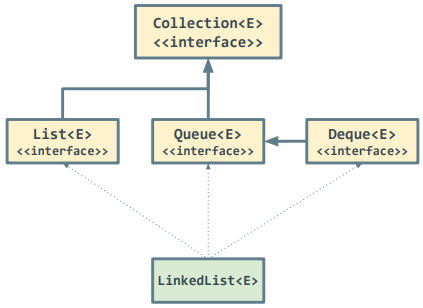 Collection<E>
<<interface>>
List<E>
<<interface>>
Queue<E>
<<interface>>
Deque<E>
<<interface>>
LinkedList<E>